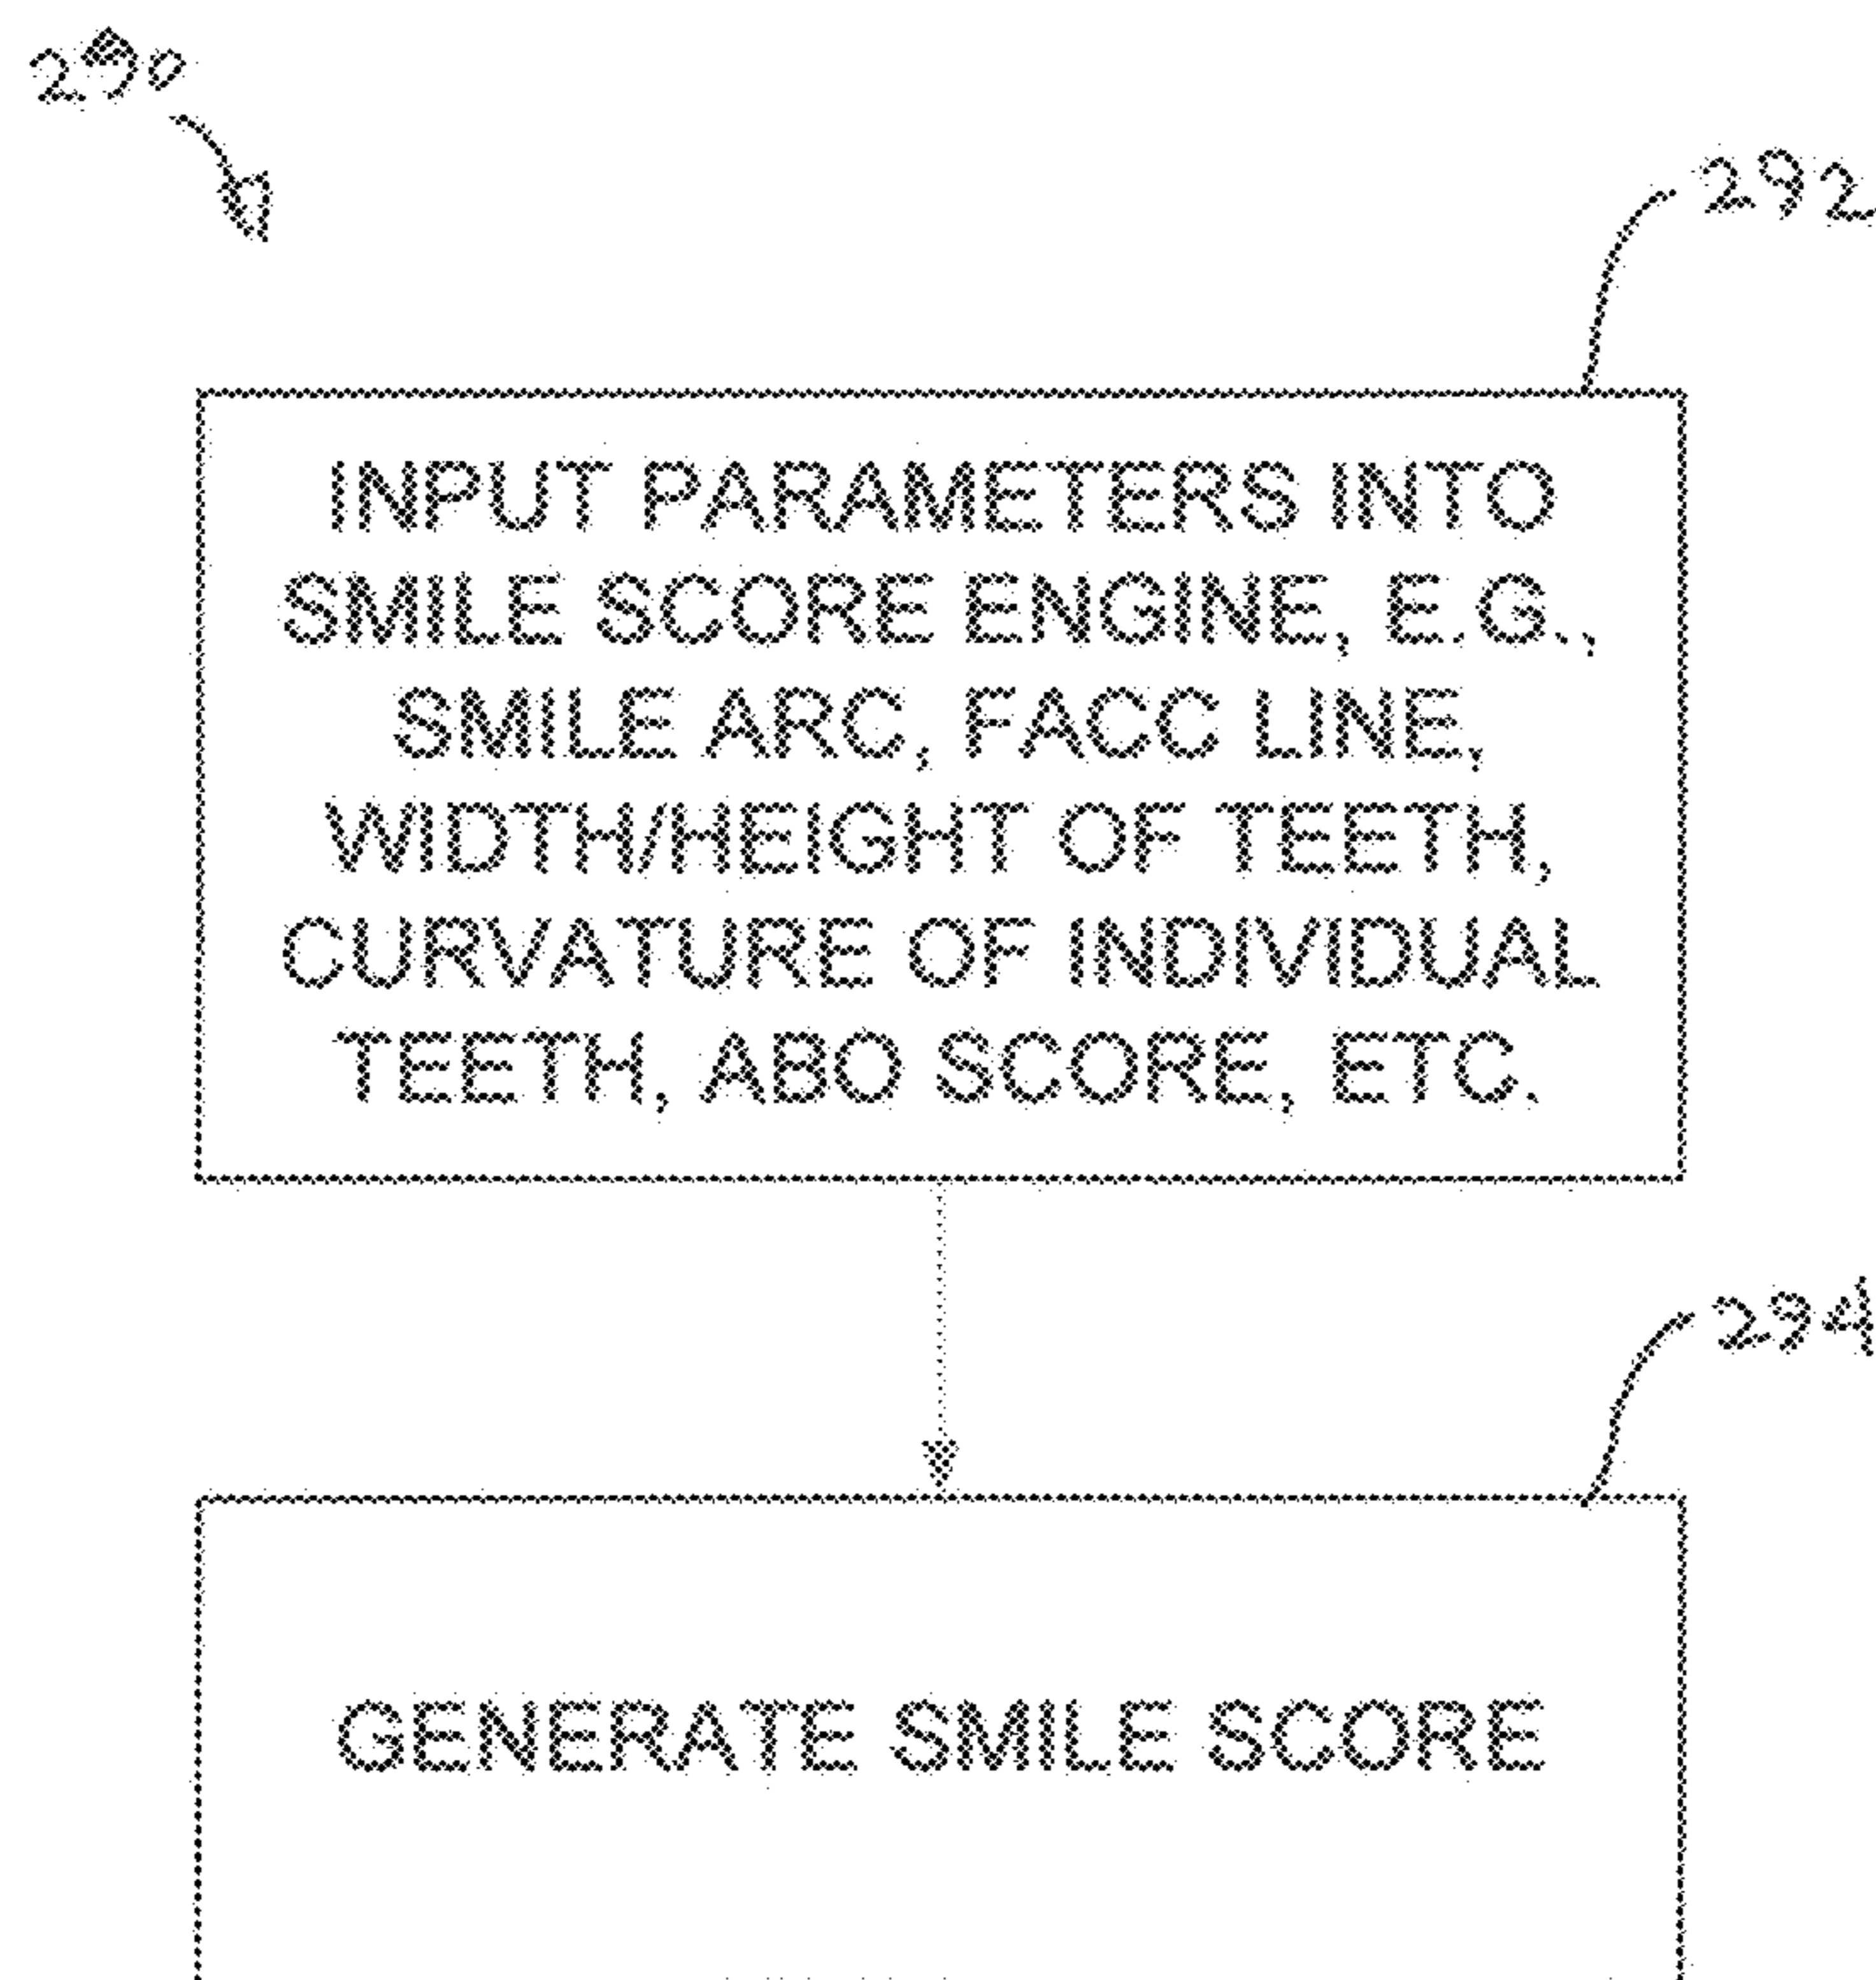 290
292
INPUT PARAMETERS INTO
SMILE SCORE ENGINE, E.G.,
SMILE ARC, FACC LINE,
WIDTH/HEIGHT OF TEETH,
CURVATURE OF INDIVIDUAL
TEETH, ABO SCORE, ETC.
294
GENERATE SMILE SCORE